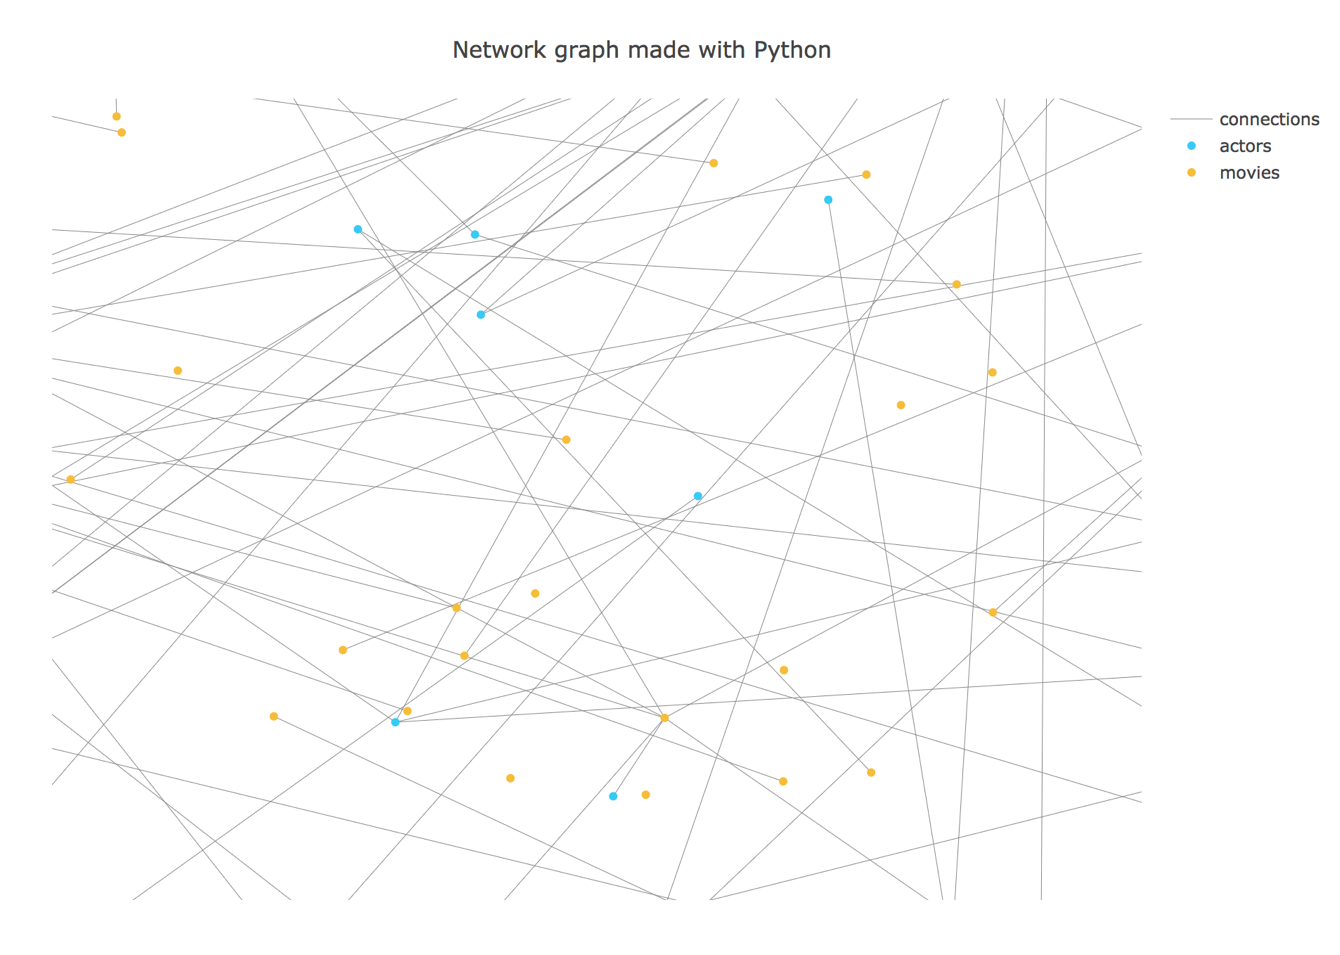 Network graph made with Python
connections
actors
movies